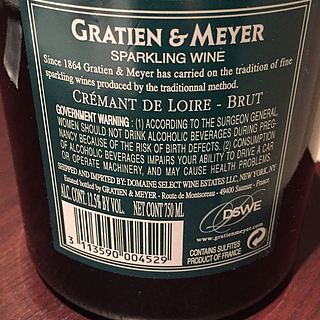 GRATIEN & MEYER
SPARKLING WINE
Since 1864 Gratien & Meyer has carried on the tradition of fine
sparkling wines produced by the traditionnal method.
CRÉMANT DE LOIRE - BRUT
GOVERNMENT WARNING : (1) ACCORDING TO THE SURGEON GENERAL,
WOMEN SHOULD NOT DRINK ALCOHOLIC BEVERAGES DURING PREG-
NANCY BECAUSE OF THE RISK OF BIRTH DEFECTS. (2) CONSUMPTION
OF ALCOHOLIC BEVERAGES IMPAIRS YOUR ABILITY TO DRIVE A CAR
OR OPERATE MACHINERY, AND MAY CAUSE HEALTH PROBLEMS.
SHIPPED AND IMPRTED BY: DOMAINE SELECT WINE ESTATES LLC, NEW YORK, NY
Estated bottled by GRATIEN & MEYER - Route de Montsoreau - 49400 Saumur - France
ALC. CONT. 12.5% BY VOL. NET CONT 750 ML
DSWE
www.gratienmeyer.com
3 113590 004529
CONTAINS SULFITES
PRODUCT OF FRANCE